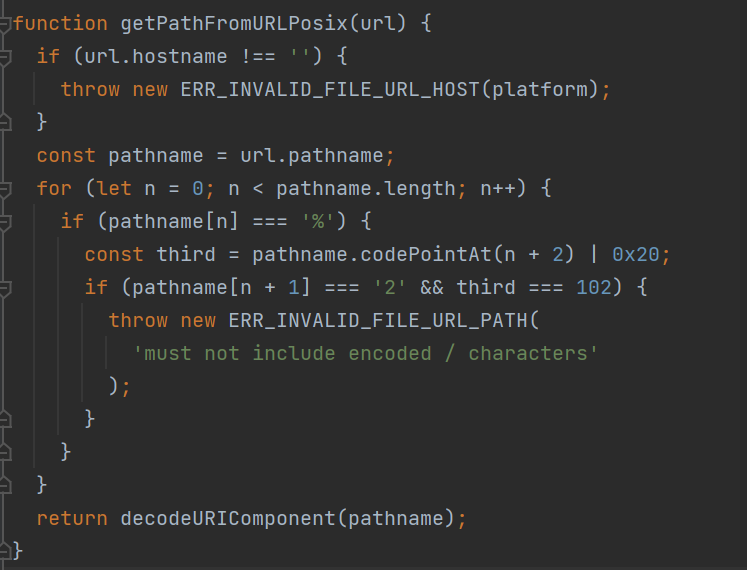 function getPathFromURLPosix(url) {
  if (url.hostname !== '') {
    throw new ERR_INVALID_FILE_URL_HOST(platform);
  }
  const pathname = url.pathname;
  for (let n = 0; n < pathname.length; n++) {
    if (pathname[n] === '%') {
      const third = pathname.codePointAt(n + 2) | 0x20;
      if (pathname[n + 1] === '2' && third === 102) {
        throw new ERR_INVALID_FILE_URL_PATH(
          'must not include encoded / characters'
        );
      }
    }
  }
  return decodeURIComponent(pathname);
}